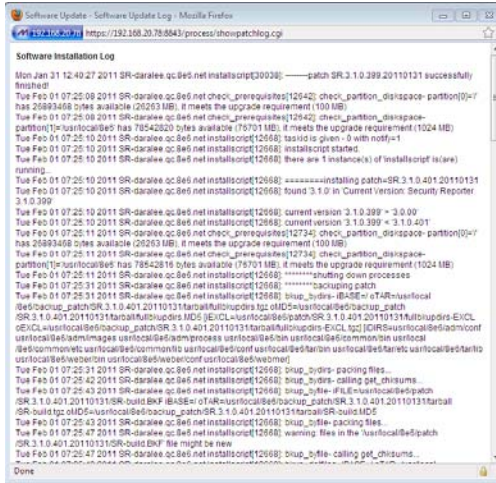 Software Update - Software Update Log - Mozilla Firefox
192.168.20.78 https://192.168.20.78:8843/process/showpatchlog.cgi
Software Installation Log
Mon Jan 31 12:40:27 2011 SR-daralee.qc.8e6.net installscript[30038]: -------patch SR.3.1.0.399.20110131 successfully
finished!
Tue Feb 01 07:25:08 2011 SR-daralee.qc.8e6.net check_prerequisites[12642]: check_partition_diskspace- partition[0]='/'
has 26893468 bytes available (26263 MB), it meets the upgrade requirement (100 MB)
Tue Feb 01 07:25:08 2011 SR-daralee.qc.8e6.net check_prerequisites[12642]: check_partition_diskspace-
partition[1]='/usr/local/8e6' has 78542820 bytes available (76701 MB), it meets the upgrade requirement (1024 MB)
Tue Feb 01 07:25:10 2011 SR-daralee.qc.8e6.net installscript[12668]: taskid is given - 0 with notify=1
Tue Feb 01 07:25:10 2011 SR-daralee.qc.8e6.net installscript[12668]: installscript started.
Tue Feb 01 07:25:10 2011 SR-daralee.qc.8e6.net installscript[12668]: there are 1 instance(s) of installscript is(are)
running...
Tue Feb 01 07:25:10 2011 SR-daralee.qc.8e6.net installscript[12668]: =========installing patch=SR.3.1.0.401.20110131
Tue Feb 01 07:25:10 2011 SR-daralee.qc.8e6.net installscript[12668]: found '3.1.0' in Current Version: Security Reporter
3.1.0.399'
Tue Feb 01 07:25:10 2011 SR-daralee.qc.8e6.net installscript[12668]: current version '3.1.0.399' > '3.0.00'
Tue Feb 01 07:25:10 2011 SR-daralee.qc.8e6.net installscript[12668]: current version '3.1.0.399' < '3.1.0.401'
Tue Feb 01 07:25:11 2011 SR-daralee.qc.8e6.net check_prerequisites[12734]: check_partition_diskspace- partition[0]='/'
has 26893468 bytes available (26263 MB), it meets the upgrade requirement (100 MB)
Tue Feb 01 07:25:11 2011 SR-daralee.qc.8e6.net check_prerequisites[12734]: check_partition_diskspace-
partition[1]='/usr/local/8e6' has 78542816 bytes available (76701 MB), it meets the upgrade requirement (1024 MB)
Tue Feb 01 07:25:11 2011 SR-daralee.qc.8e6.net installscript[12668]: ********shutting down processes
Tue Feb 01 07:25:31 2011 SR-daralee.qc.8e6.net installscript[12668]: ********backuping patch
Tue Feb 01 07:25:31 2011 SR-daralee.qc.8e6.net installscript[12668]: bkup_bydirs- iBASE=/ oTAR=usr/local
/8e6/backup_patch/SR.3.1.0.401.20110131/tarball/fullbkupdirs.tgz oMD5=usr/local/8e6/backup_patch
/SR.3.1.0.401.20110131/tarball/fullbkupdirs.MD5 [iEXCL=/usr/local/8e6/patch/SR.3.1.0.401.20110131/fullbkupdirs-EXCL
oEXCL=usr/local/8e6/backup_patch/SR.3.1.0.401.20110131/tarball/fullbkupdirs-EXCL.tgz] [iDIRS=usr/local/8e6/adm/conf
usr/local/8e6/adm/images usr/local/8e6/adm/process usr/local/8e6/bin usr/local/8e6/common/bin usr/local
/8e6/common/etc usr/local/8e6/common/lib usr/local/8e6/conf usr/local/8e6/tar/bin usr/local/8e6/tar/etc usr/local/8e6/tar/lib
usr/local/8e6/weber/bin usr/local/8e6/weber/conf usr/local/8e6/wedmer]
Tue Feb 01 07:25:31 2011 SR-daralee.qc.8e6.net installscript[12668]: bkup_bydirs- packing files...
Tue Feb 01 07:25:42 2011 SR-daralee.qc.8e6.net installscript[12668]: bkup_bydirs- calling get_chksums...
Tue Feb 01 07:25:43 2011 SR-daralee.qc.8e6.net installscript[12668]: bkup_byfile- iFILE=/usr/local/8e6/patch
/SR.3.1.0.401.20110131/SR-build.BKF iBASE=/ oTAR=usr/local/8e6/backup_patch/SR.3.1.0.401.20110131/tarball
/SR-build.tgz oMD5=usr/local/8e6/backup_patch/SR.3.1.0.401.20110131/tarball/SR-build.MD5
Tue Feb 01 07:25:43 2011 SR-daralee.qc.8e6.net installscript[12668]: bkup_byfile- packing files...
Tue Feb 01 07:25:47 2011 SR-daralee.qc.8e6.net installscript[12668]: warning: files in the '/usr/local/8e6/patch
/SR.3.1.0.401.20110131/SR-build.BKF' file might be new
Tue Feb 01 07:25:47 2011 SR-daralee.qc.8e6.net installscript[12668]: bkup_byfile- calling get_chksums...
Done